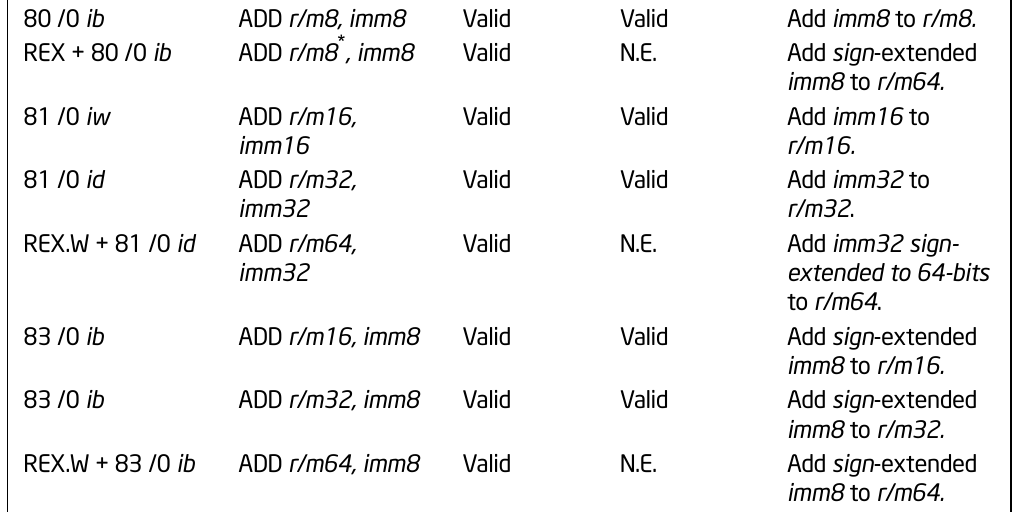 80 /0 ib ADD r/m8, imm8 Valid Valid Add imm8 to r/m8.
REX + 80 /0 ib ADD r/m8*, imm8 Valid N.E. Add sign-extended
imm8 to r/m64.
81 /0 iw ADD r/m16, Valid Valid Add imm16 to
imm16 r/m16.
81 /0 id ADD r/m32, Valid Valid Add imm32 to
imm32 r/m32.
REX.W + 81 /0 id ADD r/m64, Valid N.E. Add imm32 sign-
imm32 extended to 64-bits
to r/m64.
83 /0 ib ADD r/m16, imm8 Valid Valid Add sign-extended
imm8 to r/m16.
83 /0 ib ADD r/m32, imm8 Valid Valid Add sign-extended
imm8 to r/m32.
REX.W + 83 /0 ib ADD r/m64, imm8 Valid N.E. Add sign-extended
imm8 to r/m64.